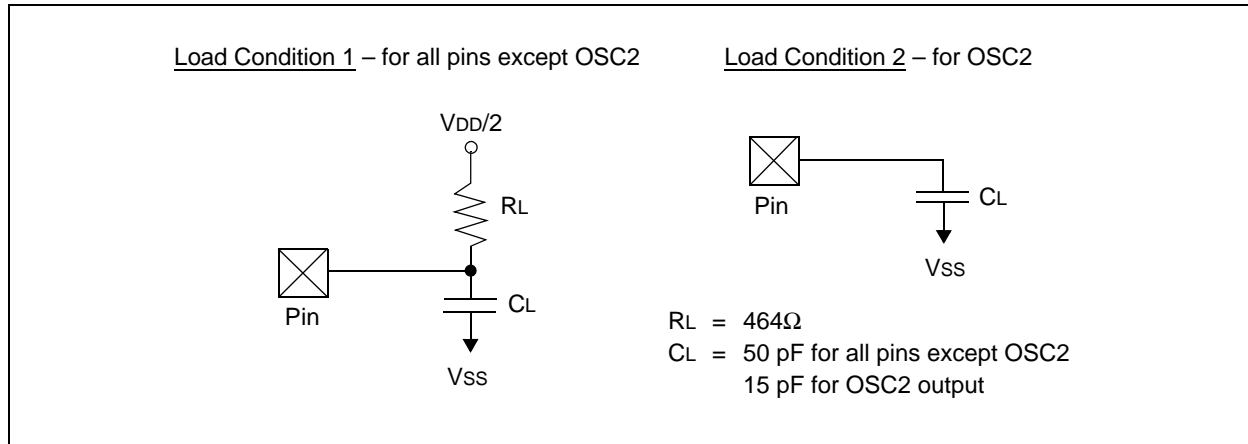 Load Condition 1 – for all pins except OSC2
VDD/2
RL
Pin
CL
VSS
Load Condition 2 – for OSC2
Pin
CL
VSS
RL = 464Ω
CL = 50 pF for all pins except OSC2
15 pF for OSC2 output